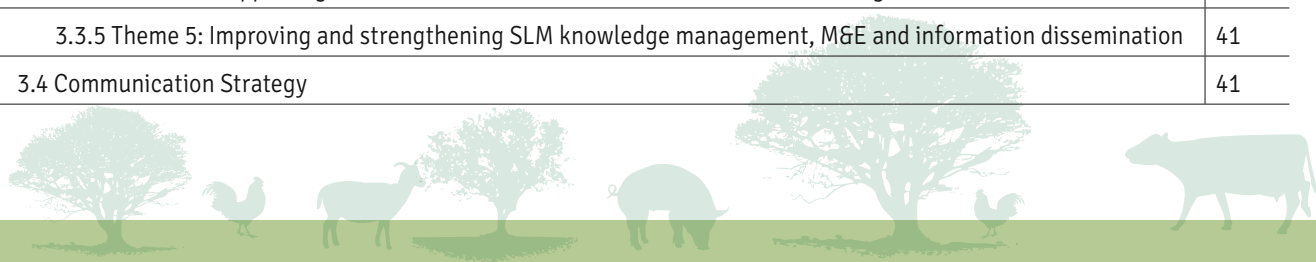 3.3.5 Theme 5: Improving and strengthening SLM knowledge management, M&E and information dissemination 41
3.4 Communication Strategy 41